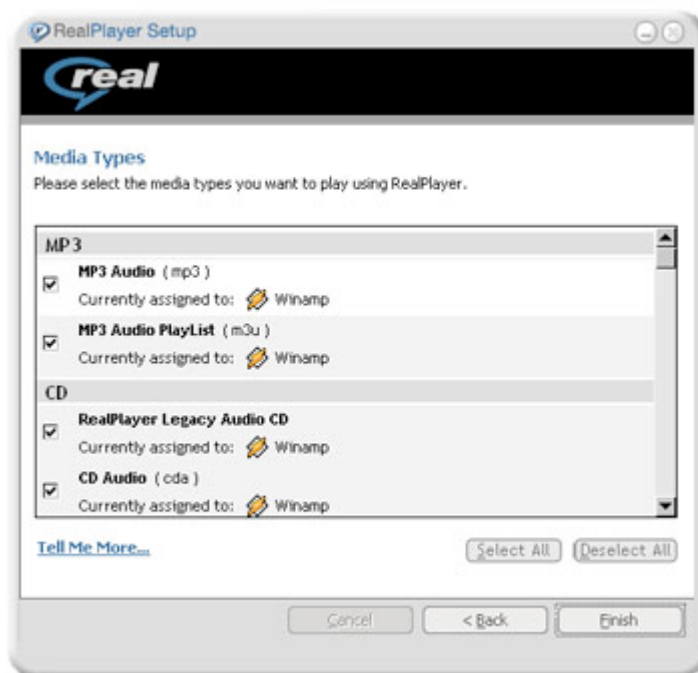 RealPlayer Setup
real
Media Types
Please select the media types you want to play using RealPlayer.
MP3
MP3 Audio (mp3)
Currently assigned to: Winamp
MP3 Audio PlayList (m3u)
Currently assigned to: Winamp
CD
RealPlayer Legacy Audio CD
Currently assigned to: Winamp
CD Audio (cda)
Currently assigned to: Winamp
Tell Me More... Select All Deselect All
Cancel < Back Finish